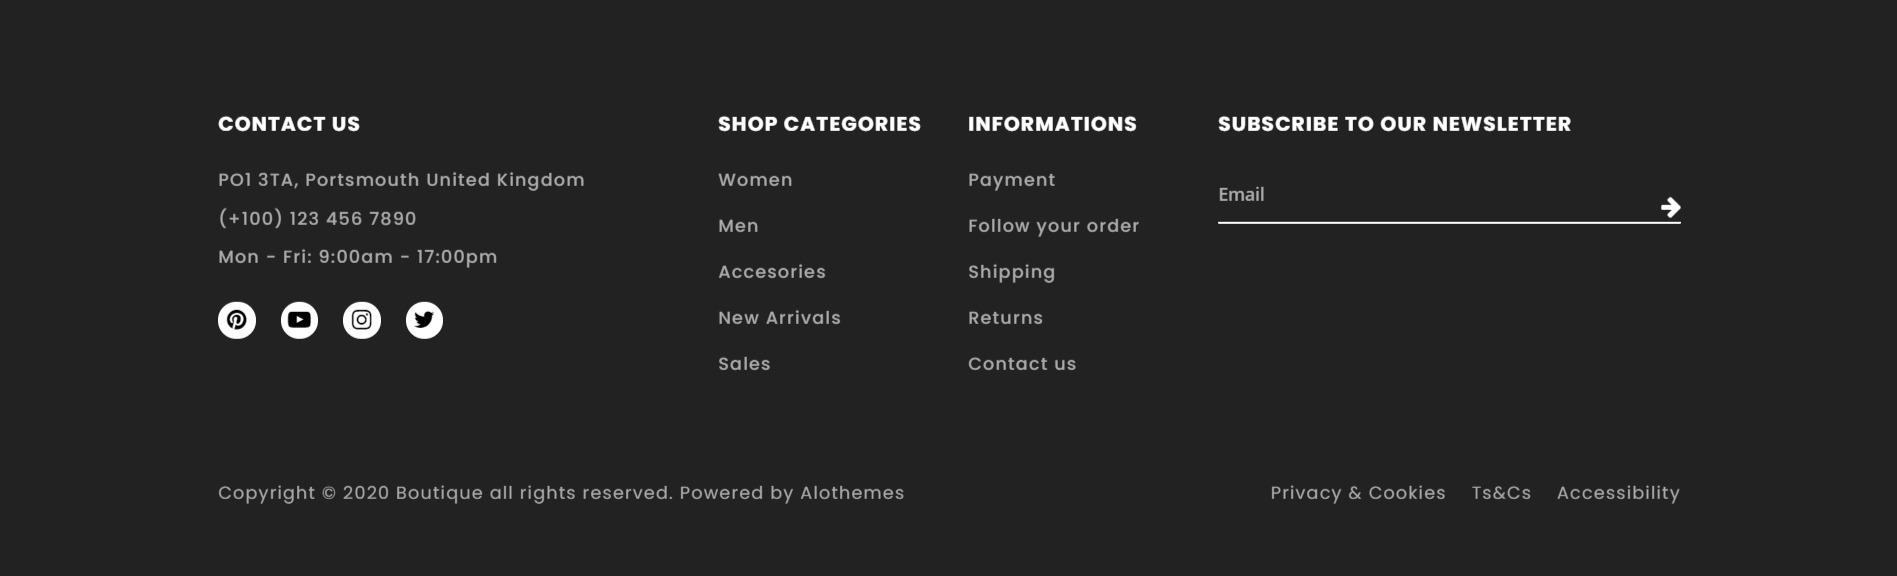 CONTACT US
PO1 3TA, Portsmouth United Kingdom
(+100) 123 456 7890
Mon - Fri: 9:00am - 17:00pm
SHOP CATEGORIES
Women
Men
Accesories
New Arrivals
Sales
INFORMATIONS
Payment
Follow your order
Shipping
Returns
Contact us
SUBSCRIBE TO OUR NEWSLETTER
Email
Copyright © 2020 Boutique all rights reserved. Powered by Alothemes
Privacy & Cookies Ts&Cs Accessibility